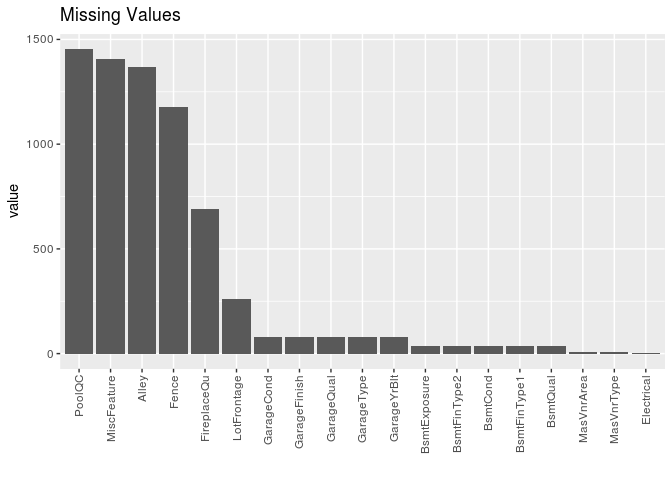 Missing Values
value
1500
1000
500
0
PoolQC
MiscFeature
Alley
Fence
FireplaceQu
LotFrontage
GarageCond
GarageFinish
GarageQual
GarageType
GarageYrBlt
BsmtExposure
BsmtFinType2
BsmtCond
BsmtFinType1
BsmtQual
MasVnrArea
MasVnrType
Electrical